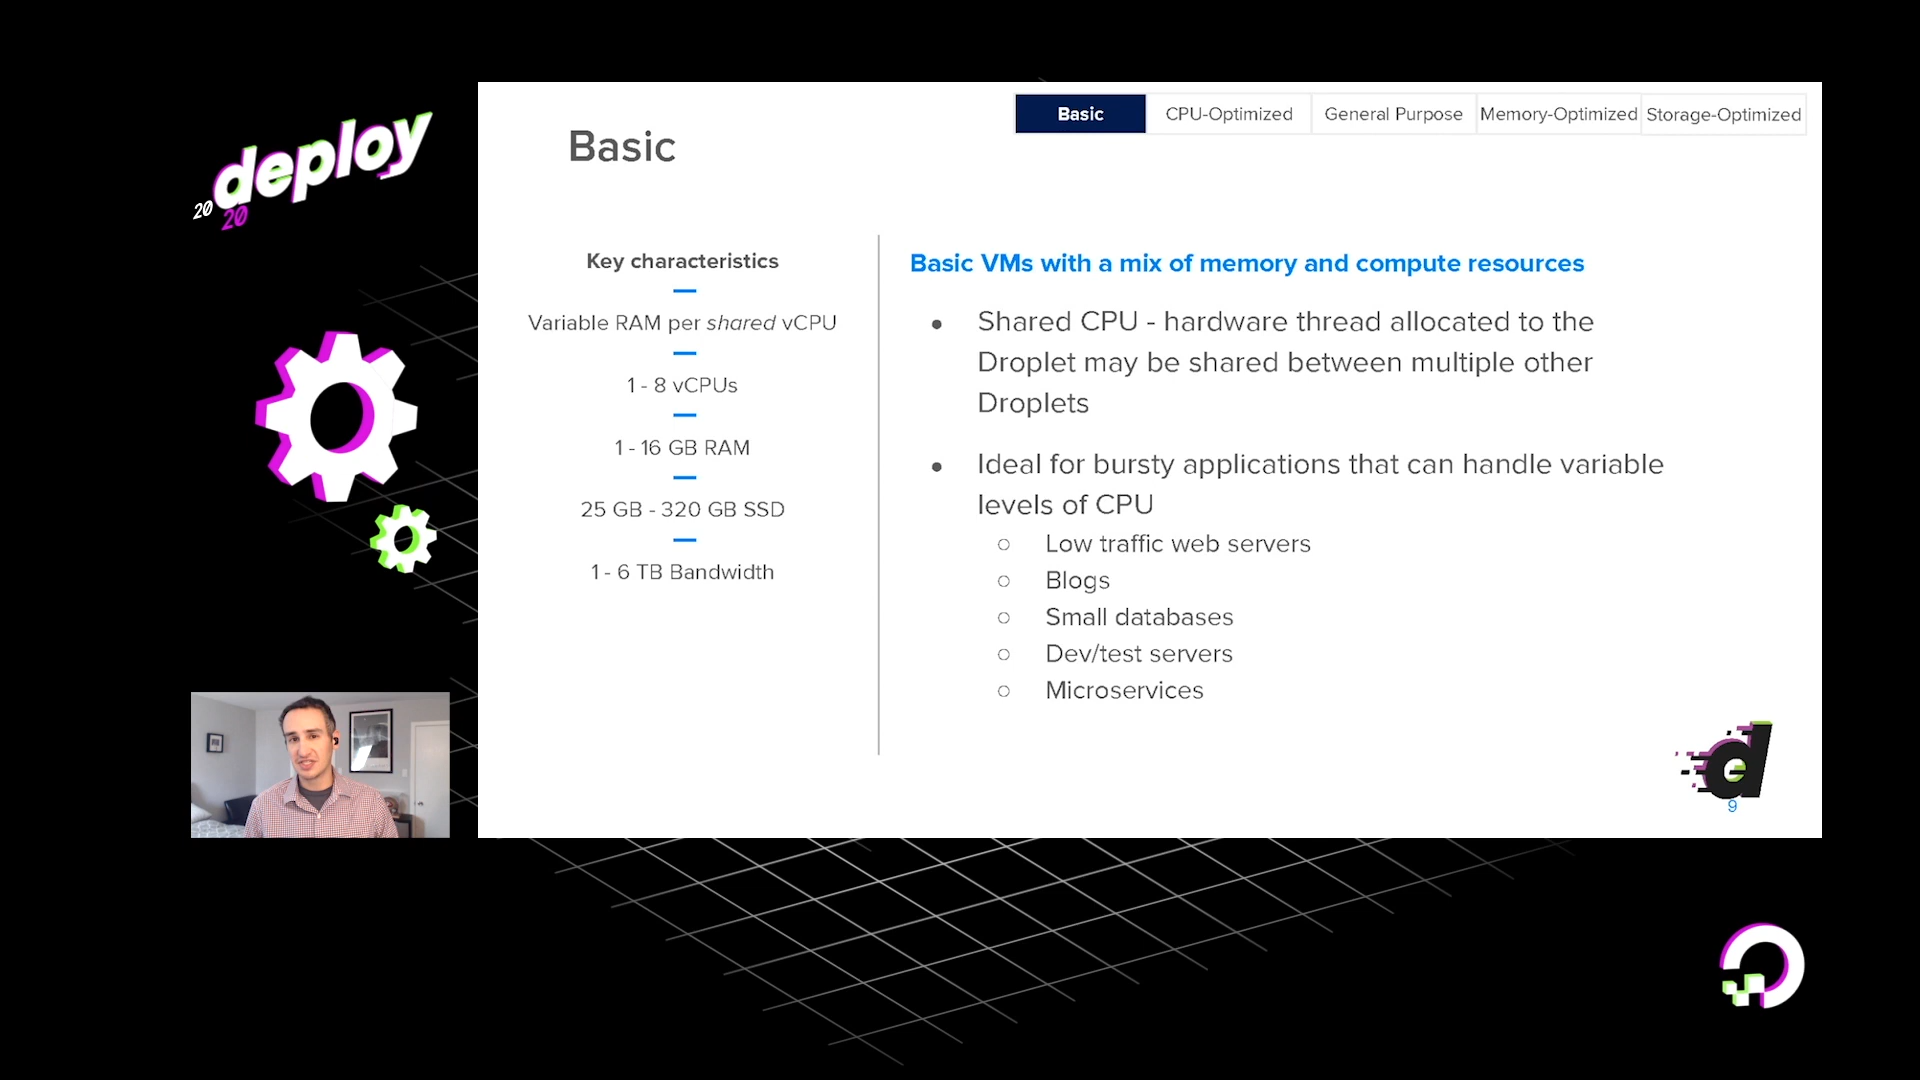 deploy
20
20
Basic
CPU-Optimized
General Purpose
Memory-Optimized
Storage-Optimized
Basic
Key characteristics
Variable RAM per shared vCPU
1 - 8 vCPUs
1 - 16 GB RAM
25 GB - 320 GB SSD
1 - 6 TB Bandwidth
Basic VMs with a mix of memory and compute resources
● Shared CPU - hardware thread allocated to the
Droplet may be shared between multiple other
Droplets
● Ideal for bursty applications that can handle variable
levels of CPU
○ Low traffic web servers
○ Blogs
○ Small databases
○ Dev/test servers
○ Microservices
d
9